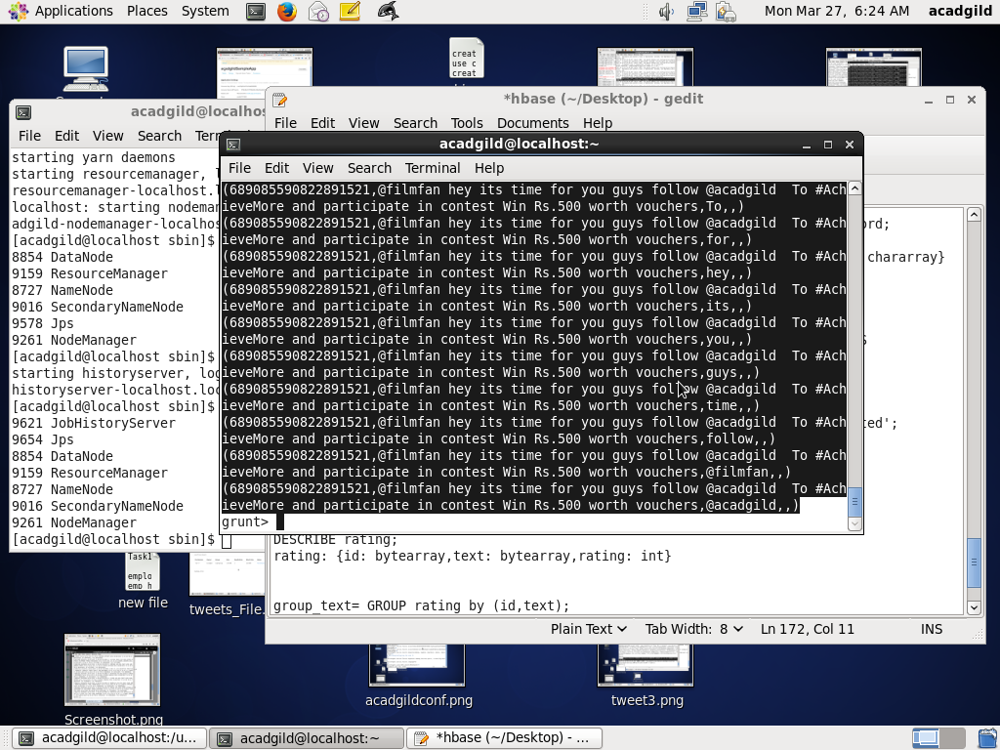 Applications Places System Mon Mar 27, 6:24 AM acadgild
creat
use c
creat
acadgild@localhos
File Edit View Search Term
starting yarn daemons
starting resourcemanager, l
resourcemanager-localhost.l
localhost: starting nodeman
adgild-nodemanager-localhos
[acadgild@localhost sbin]$
8854 DataNode
9159 ResourceManager
8727 NameNode
9016 SecondaryNameNode
9578 Jps
9261 NodeManager
[acadgild@localhost sbin]$
starting historyserver, log
historyserver-localhost.loc
[acadgild@localhost sbin]$
9621 JobHistoryServer
9654 Jps
8854 DataNode
9159 ResourceManager
8727 NameNode
9016 SecondaryNameNode
9261 NodeManager
[acadgild@localhost sbin]$
*hbase (~/Desktop) - gedit
File Edit View Search Tools Documents Help
rd;
chararray}
ted';
acadgild@localhost:~
File Edit View Search Terminal Help
(689085590822891521,@filmfan hey its time for you guys follow @acadgild  To #Ach
ieveMore and participate in contest Win Rs.500 worth vouchers,To,,)
(689085590822891521,@filmfan hey its time for you guys follow @acadgild  To #Ach
ieveMore and participate in contest Win Rs.500 worth vouchers,for,,)
(689085590822891521,@filmfan hey its time for you guys follow @acadgild  To #Ach
ieveMore and participate in contest Win Rs.500 worth vouchers,hey,,)
(689085590822891521,@filmfan hey its time for you guys follow @acadgild  To #Ach
ieveMore and participate in contest Win Rs.500 worth vouchers,its,,)
(689085590822891521,@filmfan hey its time for you guys follow @acadgild  To #Ach
ieveMore and participate in contest Win Rs.500 worth vouchers,you,,)
(689085590822891521,@filmfan hey its time for you guys follow @acadgild  To #Ach
ieveMore and participate in contest Win Rs.500 worth vouchers,guys,,)
(689085590822891521,@filmfan hey its time for you guys follow @acadgild  To #Ach
ieveMore and participate in contest Win Rs.500 worth vouchers,time,,)
(689085590822891521,@filmfan hey its time for you guys follow @acadgild  To #Ach
ieveMore and participate in contest Win Rs.500 worth vouchers,follow,,)
(689085590822891521,@filmfan hey its time for you guys follow @acadgild  To #Ach
ieveMore and participate in contest Win Rs.500 worth vouchers,@filmfan,,)
(689085590822891521,@filmfan hey its time for you guys follow @acadgild  To #Ach
ieveMore and participate in contest Win Rs.500 worth vouchers,@acadgild,,)
grunt>
DESCRIBE rating;
rating: {id: bytearray,text: bytearray,rating: int}
group_text= GROUP rating by (id,text);
Plain Text Tab Width: 8 Ln 172, Col 11 INS
Task1
emplo
emp_h
new file
tweets_File.
Screenshot.png
acadgildconf.png
tweet3.png
acadgild@localhost:/u...
acadgild@localhost:~
*hbase (~/Desktop) - ...